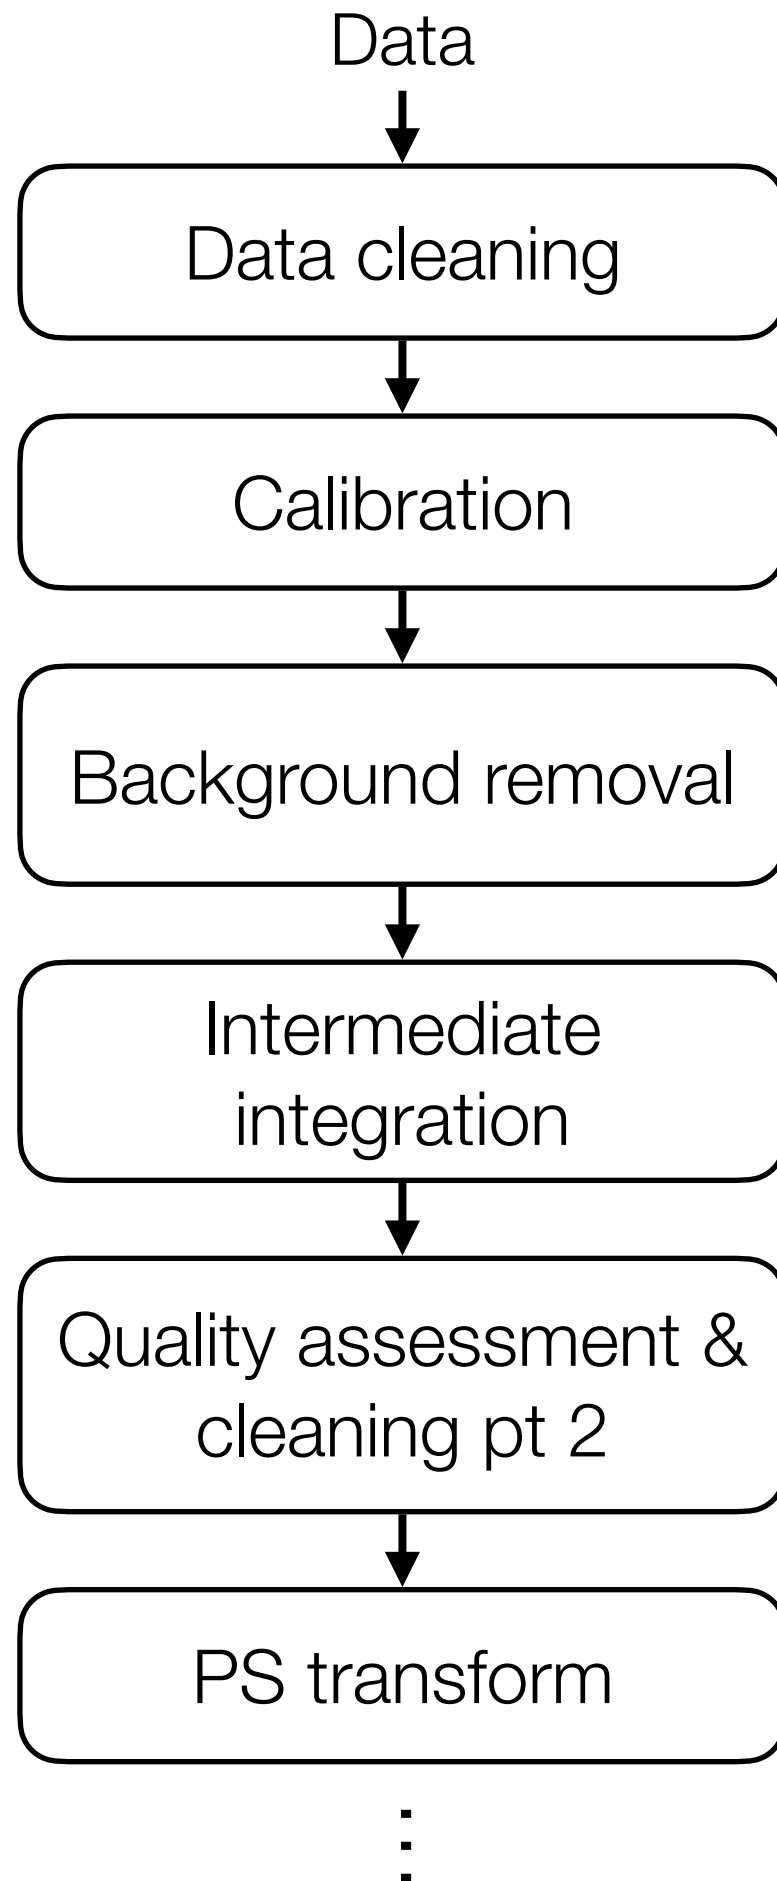 Data
Data cleaning
Calibration
Background removal
Intermediate
integration
Quality assessment &
cleaning pt 2
PS transform
⋮